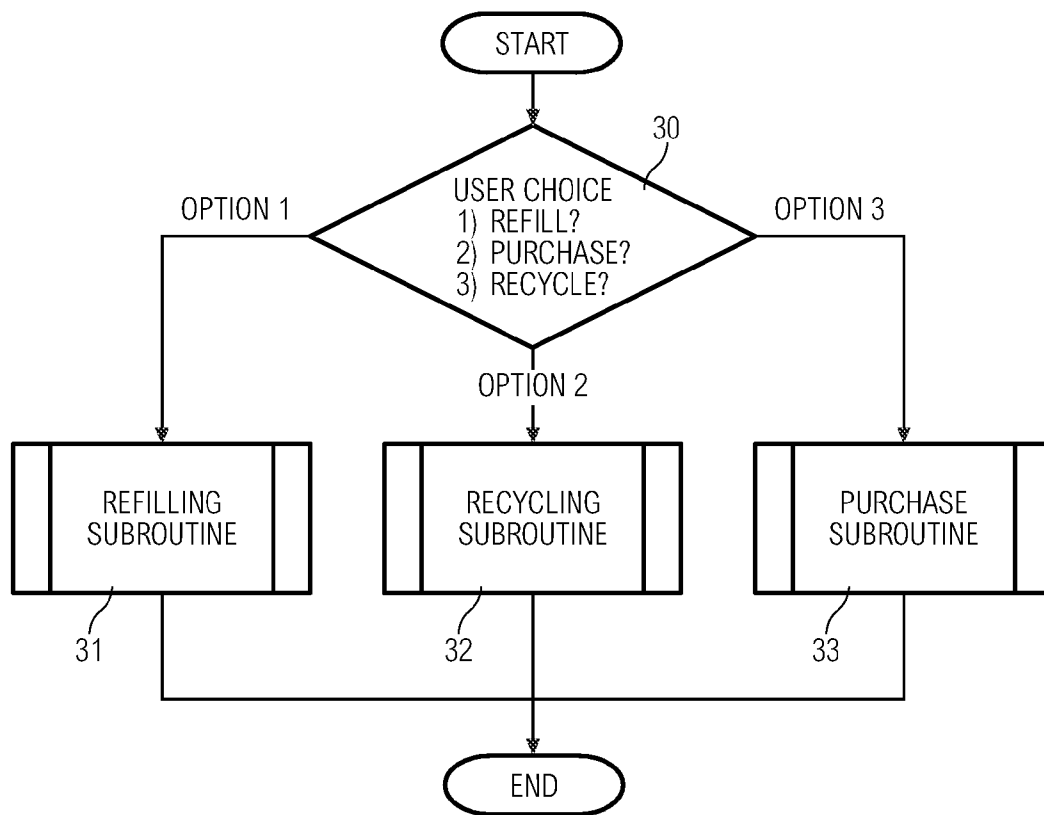 START
30
USER CHOICE
1) REFILL?
2) PURCHASE?
3) RECYCLE?
OPTION 1
OPTION 3
OPTION 2
REFILLING
SUBROUTINE
RECYCLING
SUBROUTINE
PURCHASE
SUBROUTINE
31
32
33
END